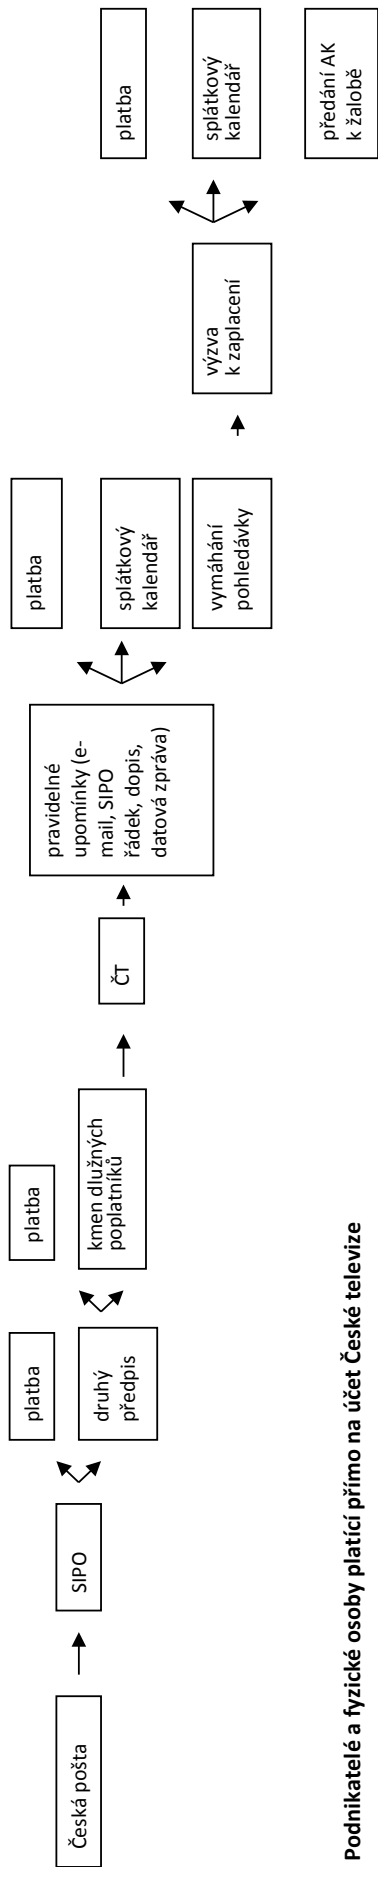 Česká pošta
SIPO
platba
druhý
předpis
platba
kmen dlužných
poplatníků
ČT
pravidelné
upomínky (e-
mail, SIPO
řádek, dopis,
datová zpráva)
platba
splátkový
kalendář
vymáhání
pohledávky
výzva
k zaplacení
platba
splátkový
kalendář
předání AK
k žalobě
Podnikatelé a fyzické osoby platící přímo na účet České televize